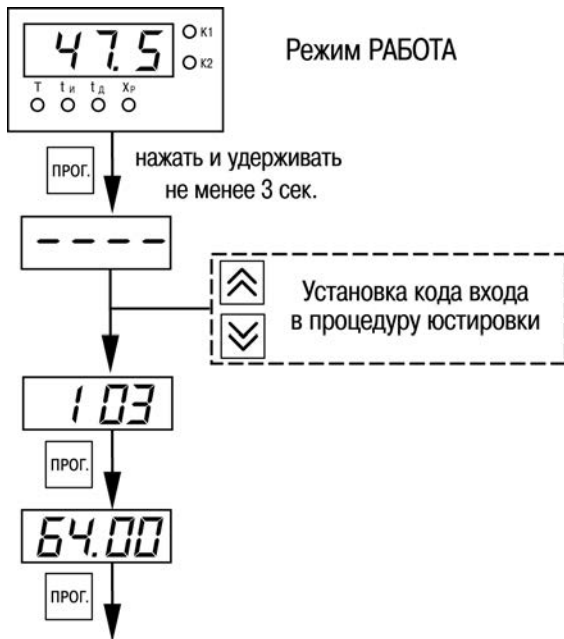 47.5
К1
К2
T tи tд Xр
Режим РАБОТА
ПРОГ.
нажать и удерживать
не менее 3 сек.
----
Установка кода входа
в процедуру юстировки
103
ПРОГ.
64.00
ПРОГ.